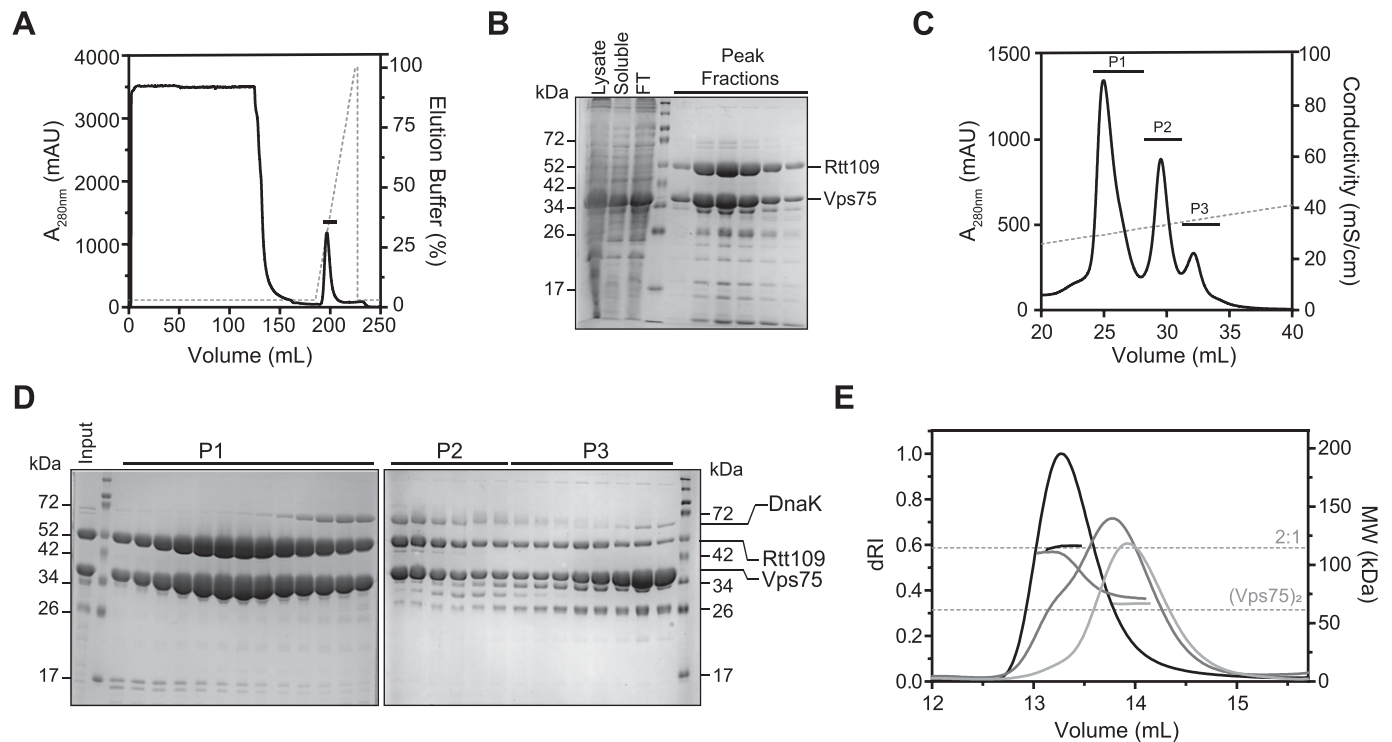 A
4000
3000
2000
1000
0
A280nm (mAU)
100
75
50
25
0
Elution Buffer (%)
0 50 100 150 200 250
Volume (mL)
B
kDa
Lysate
Soluble
FT
Peak
Fractions
72
52
42
34
26
17
Rtt109
Vps75
C
1500
1000
500
0
A280nm (mAU)
P1
P2
P3
100
80
60
40
20
0
Conductivity (mS/cm)
20 25 30 35 40
Volume (mL)
D
kDa
Input
P1
P2
P3
kDa
72
52
42
34
26
17
72
42
34
26
17
DnaK
Rtt109
Vps75
E
1.0
0.8
0.6
0.4
0.2
0.0
dRI
2:1
(Vps75)₂
200
150
100
50
0
MW (kDa)
12 13 14 15
Volume (mL)